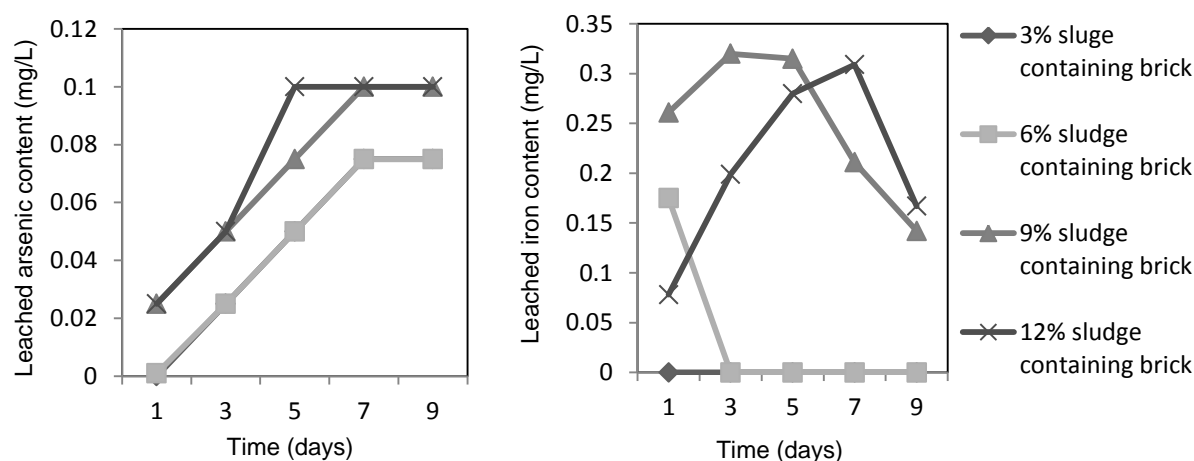 Leached arsenic content (mg/L)
0.12
0.1
0.08
0.06
0.04
0.02
0
1 3 5 7 9
Time (days)
Leached iron content (mg/L)
0.35
0.3
0.25
0.2
0.15
0.1
0.05
0
1 3 5 7 9
Time (days)
3% sluge
containing brick
6% sludge
containing brick
9% sludge
containing brick
12% sludge
containing brick